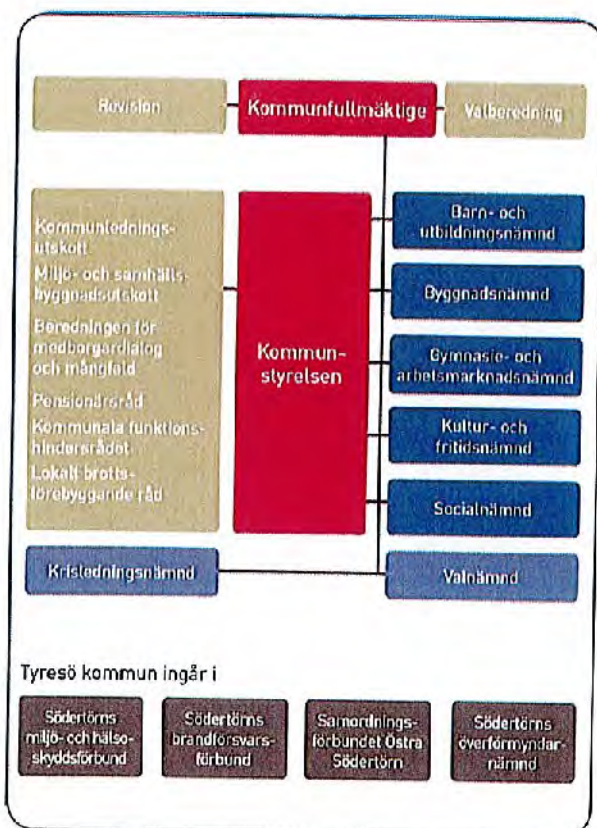 Revision
Kommunfullmäktige
Valberedning
Kommunlednings-
utskott
Miljö- och samhälls-
byggnadsutskott
Beredningen för
medborgardialog
och mångfald
Pensionärsråd
Kommunala funktions-
hindersrådet
Lokalt brotts-
förebyggande råd
Kommun-
styrelsen
Barn- och
utbildningsnämnd
Byggnadsnämnd
Gymnasie- och
arbetsmarknadsnämnd
Kultur- och
fritidsnämnd
Socialnämnd
Krisledningsnämnd
Valnämnd
Tyresö kommun ingår i
Södertörns
miljö- och hälso-
skyddsförbund
Södertörns
brandförsvars-
förbund
Samordnings-
förbundet Östra
Södertörn
Södertörns
överförmyndar-
nämnd